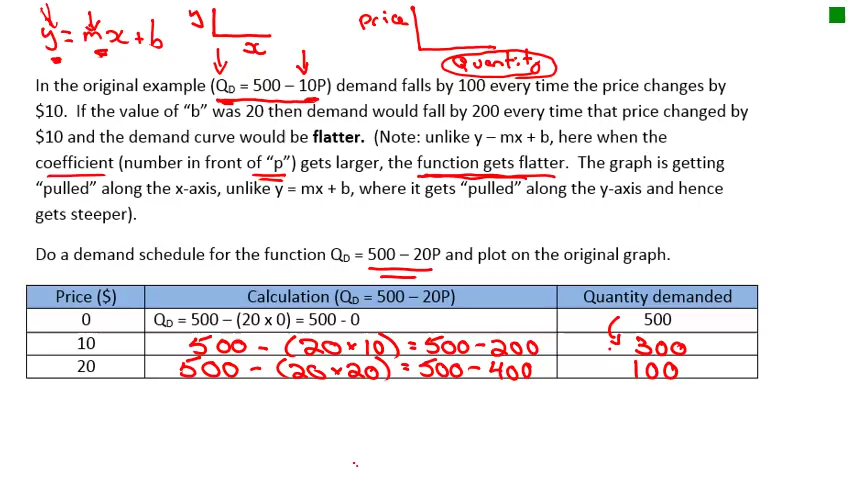 y = mx + b
y
x
price
Quantity
In the original example (QD = 500 – 10P) demand falls by 100 every time the price changes by
$10. If the value of "b" was 20 then demand would fall by 200 every time that price changed by
$10 and the demand curve would be flatter. (Note: unlike y – mx + b, here when the
coefficient (number in front of "p") gets larger, the function gets flatter. The graph is getting
"pulled" along the x-axis, unlike y = mx + b, where it gets "pulled" along the y-axis and hence
gets steeper).
Do a demand schedule for the function QD = 500 – 20P and plot on the original graph.
Price ($) Calculation (QD = 500 – 20P) Quantity demanded
0 QD = 500 – (20 x 0) = 500 - 0 500
10 500 - (20 x 10) = 500 - 200 300
20 500 - (20 x 20) = 500 - 400 100